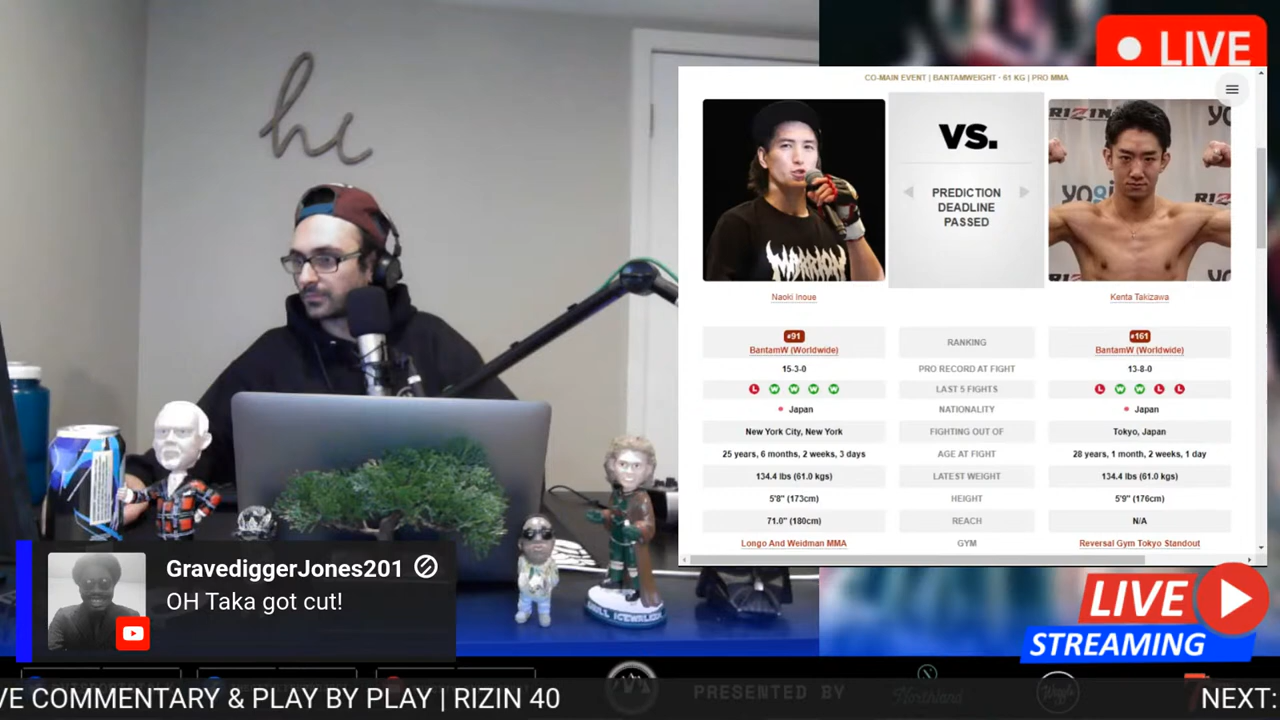 hi
LIVE
CO-MAIN EVENT | BANTAMWEIGHT · 61 KG | PRO MMA
VS.
PREDICTION
DEADLINE
PASSED
Naoki Inoue
Kenta Takizawa
#91
BantamW (Worldwide)
RANKING
#161
BantamW (Worldwide)
15-3-0
PRO RECORD AT FIGHT
13-8-0
L W W W W
LAST 5 FIGHTS
L W W L L
Japan
NATIONALITY
Japan
New York City, New York
FIGHTING OUT OF
Tokyo, Japan
25 years, 6 months, 2 weeks, 3 days
AGE AT FIGHT
28 years, 1 month, 2 weeks, 1 day
134.4 lbs (61.0 kgs)
LATEST WEIGHT
134.4 lbs (61.0 kgs)
5'8" (173cm)
HEIGHT
5'9" (176cm)
71.0" (180cm)
REACH
N/A
Longo And Weidman MMA
GYM
Reversal Gym Tokyo Standout
GravediggerJones201
OH Taka got cut!
LIVE
STREAMING
PRESENTED BY
Northland
VE COMMENTARY & PLAY BY PLAY | RIZIN 40
NEXT: